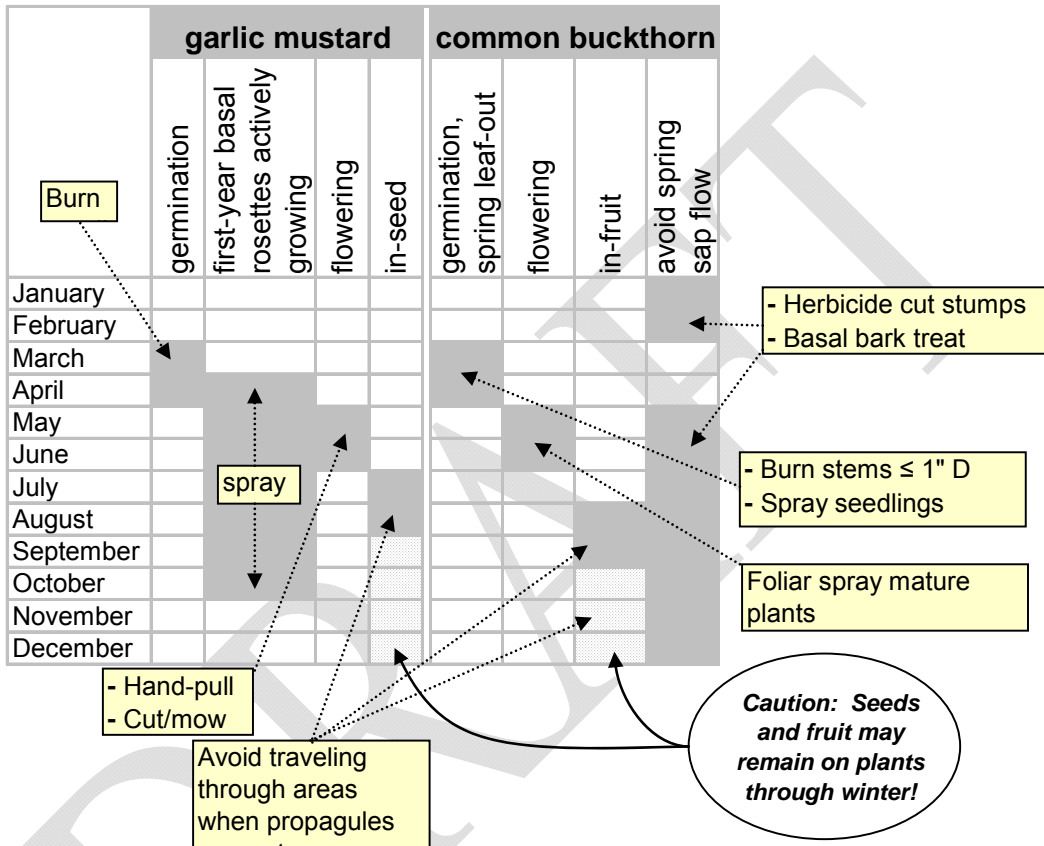 garlic mustard
common buckthorn
germination
first-year basal
rosettes actively
growing
flowering
in-seed
germination,
spring leaf-out
flowering
in-fruit
avoid spring
sap flow
January
February
March
April
May
June
July
August
September
October
November
December
Burn
spray
- Hand-pull
- Cut/mow
Avoid traveling
through areas
when propagules
- Herbicide cut stumps
- Basal bark treat
- Burn stems ≤ 1" D
- Spray seedlings
Foliar spray mature
plants
Caution: Seeds
and fruit may
remain on plants
through winter!
DRAFT